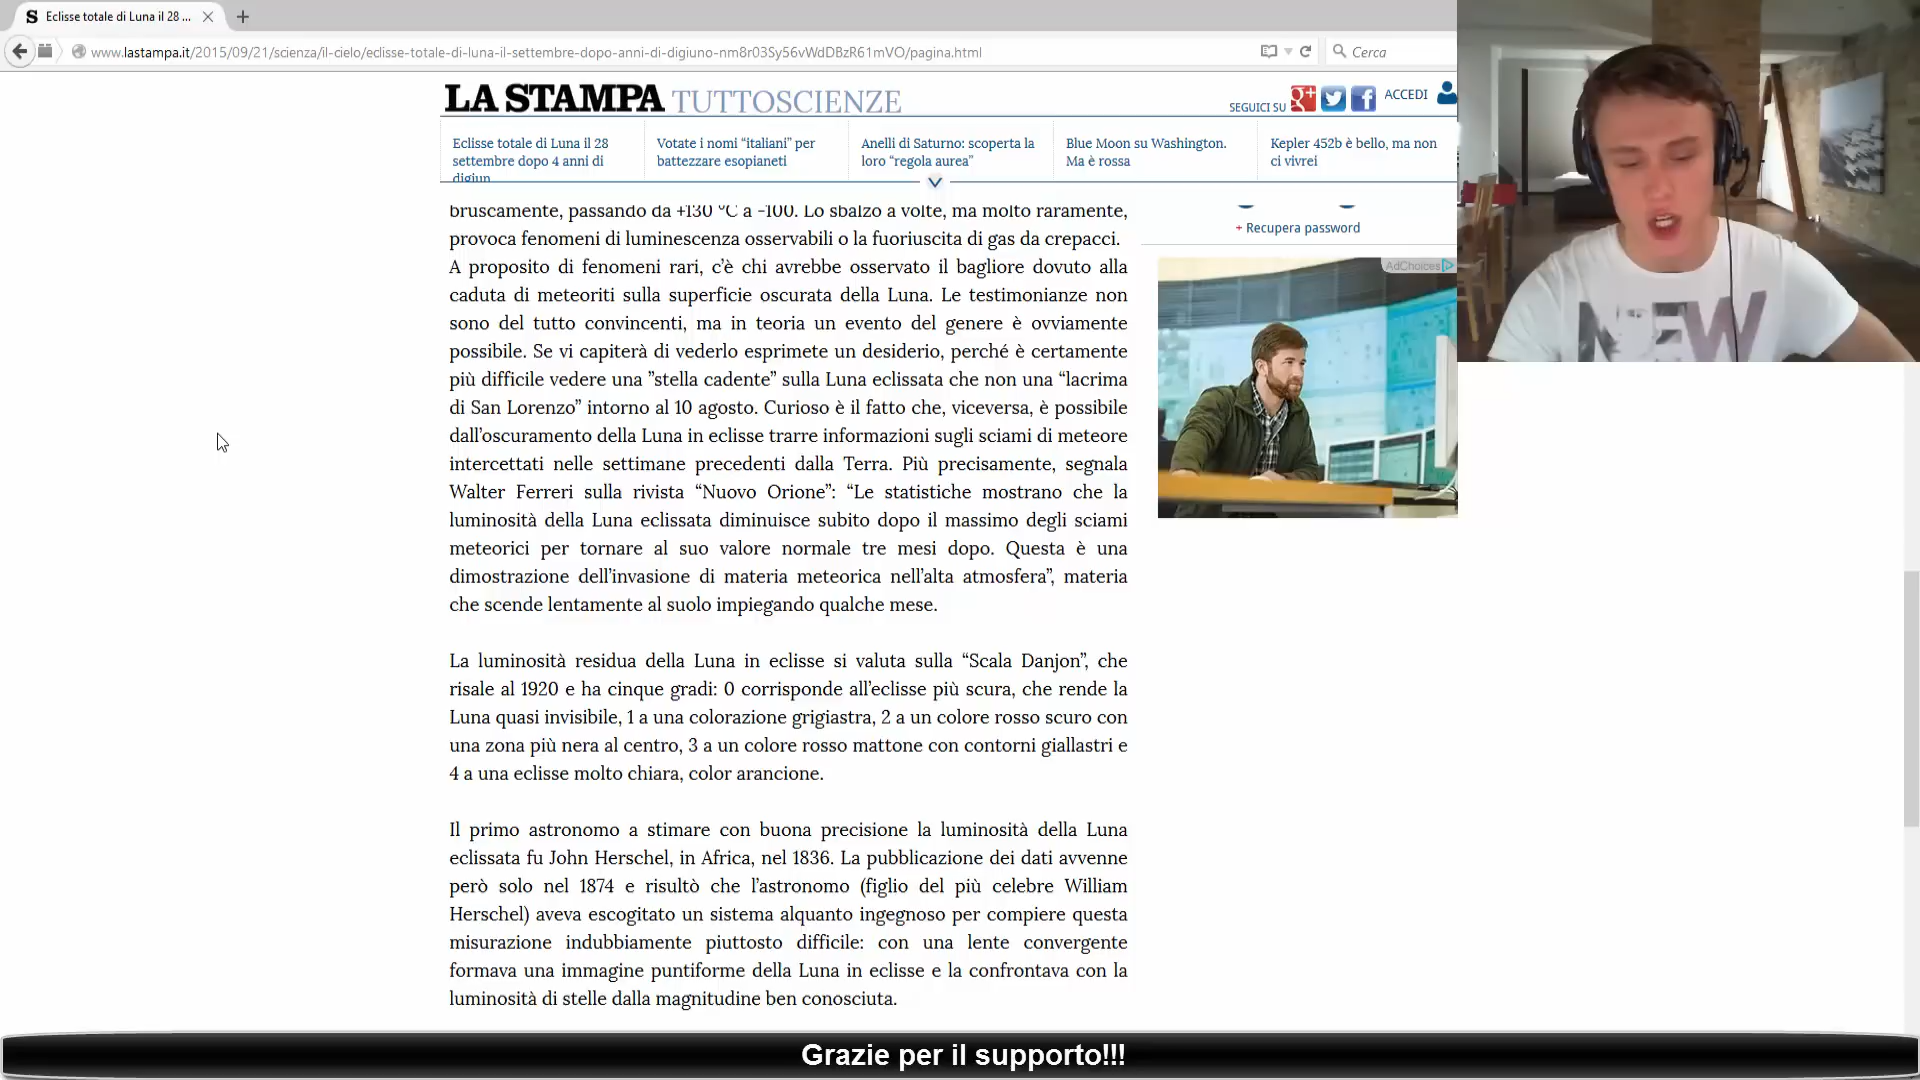 S Eclisse totale di Luna il 28 ...
www.lastampa.it/2015/09/21/scienza/il-cielo/eclisse-totale-di-luna-il-settembre-dopo-anni-di-digiuno-nm8r03Sy56vWdDBzR61mVO/pagina.html
Cerca
LA STAMPA TUTTOSCIENZE
SEGUICI SU
ACCEDI
Eclisse totale di Luna il 28
settembre dopo 4 anni di
digiun
Votate i nomi “italiani” per
battezzare esopianeti
Anelli di Saturno: scoperta la
loro “regola aurea”
Blue Moon su Washington.
Ma è rossa
Kepler 452b è bello, ma non
ci vivrei
bruscamente, passando da +130 °C a -100. Lo sbalzo a volte, ma molto raramente,
provoca fenomeni di luminescenza osservabili o la fuoriuscita di gas da crepacci.
A proposito di fenomeni rari, c’è chi avrebbe osservato il bagliore dovuto alla
caduta di meteoriti sulla superficie oscurata della Luna. Le testimonianze non
sono del tutto convincenti, ma in teoria un evento del genere è ovviamente
possibile. Se vi capiterà di vederlo esprimete un desiderio, perché è certamente
più difficile vedere una ”stella cadente” sulla Luna eclissata che non una “lacrima
di San Lorenzo” intorno al 10 agosto. Curioso è il fatto che, viceversa, è possibile
dall’oscuramento della Luna in eclisse trarre informazioni sugli sciami di meteore
intercettati nelle settimane precedenti dalla Terra. Più precisamente, segnala
Walter Ferreri sulla rivista “Nuovo Orione”: “Le statistiche mostrano che la
luminosità della Luna eclissata diminuisce subito dopo il massimo degli sciami
meteorici per tornare al suo valore normale tre mesi dopo. Questa è una
dimostrazione dell’invasione di materia meteorica nell’alta atmosfera”, materia
che scende lentamente al suolo impiegando qualche mese.
La luminosità residua della Luna in eclisse si valuta sulla “Scala Danjon”, che
risale al 1920 e ha cinque gradi: 0 corrisponde all’eclisse più scura, che rende la
Luna quasi invisibile, 1 a una colorazione grigiastra, 2 a un colore rosso scuro con
una zona più nera al centro, 3 a un colore rosso mattone con contorni giallastri e
4 a una eclisse molto chiara, color arancione.
Il primo astronomo a stimare con buona precisione la luminosità della Luna
eclissata fu John Herschel, in Africa, nel 1836. La pubblicazione dei dati avvenne
però solo nel 1874 e risultò che l’astronomo (figlio del più celebre William
Herschel) aveva escogitato un sistema alquanto ingegnoso per compiere questa
misurazione indubbiamente piuttosto difficile: con una lente convergente
formava una immagine puntiforme della Luna in eclisse e la confrontava con la
luminosità di stelle dalla magnitudine ben conosciuta.
+ Recupera password
AdChoices
NEW
Grazie per il supporto!!!